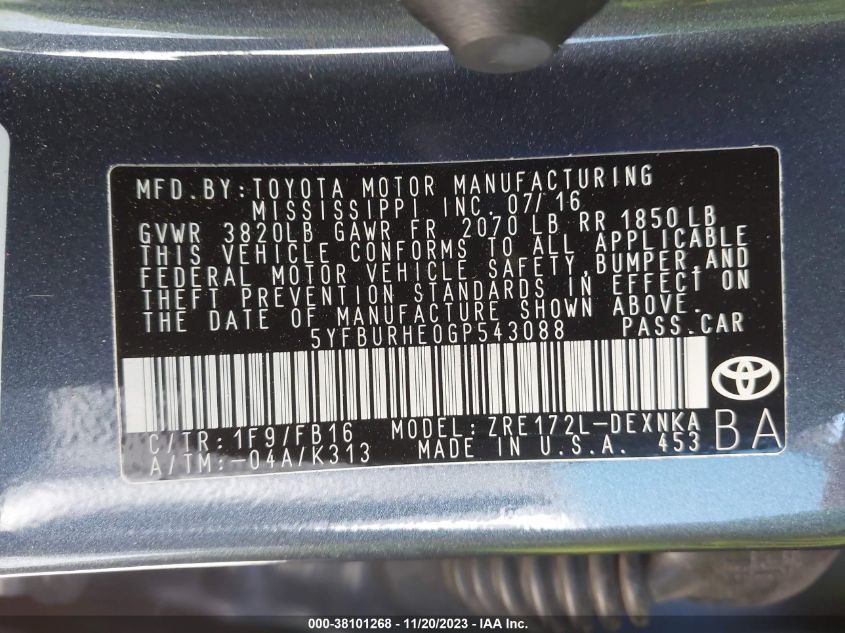 MFD.BY:TOYOTA MOTOR MANUFACTURING
MISSISSIPPI INC. 07/16
GVWR 3820LB GAWR FR 2070 LB RR 1850 LB
THIS VEHICLE CONFORMS TO ALL APPLICABLE
FEDERAL MOTOR VEHICLE SAFETY,BUMPER,AND
THEFT PREVENTION STANDARDS IN EFFECT ON
THE DATE OF MANUFACTURE SHOWN ABOVE.
5YFBURHE0GP543088 PASS.CAR
C/TR:1F9/FB16 MODEL:ZRE172L-DEXNKA
A/TM:-04A/K313 MADE IN U.S.A. 453 BA
000-38101268 - 11/20/2023 - IAA Inc.